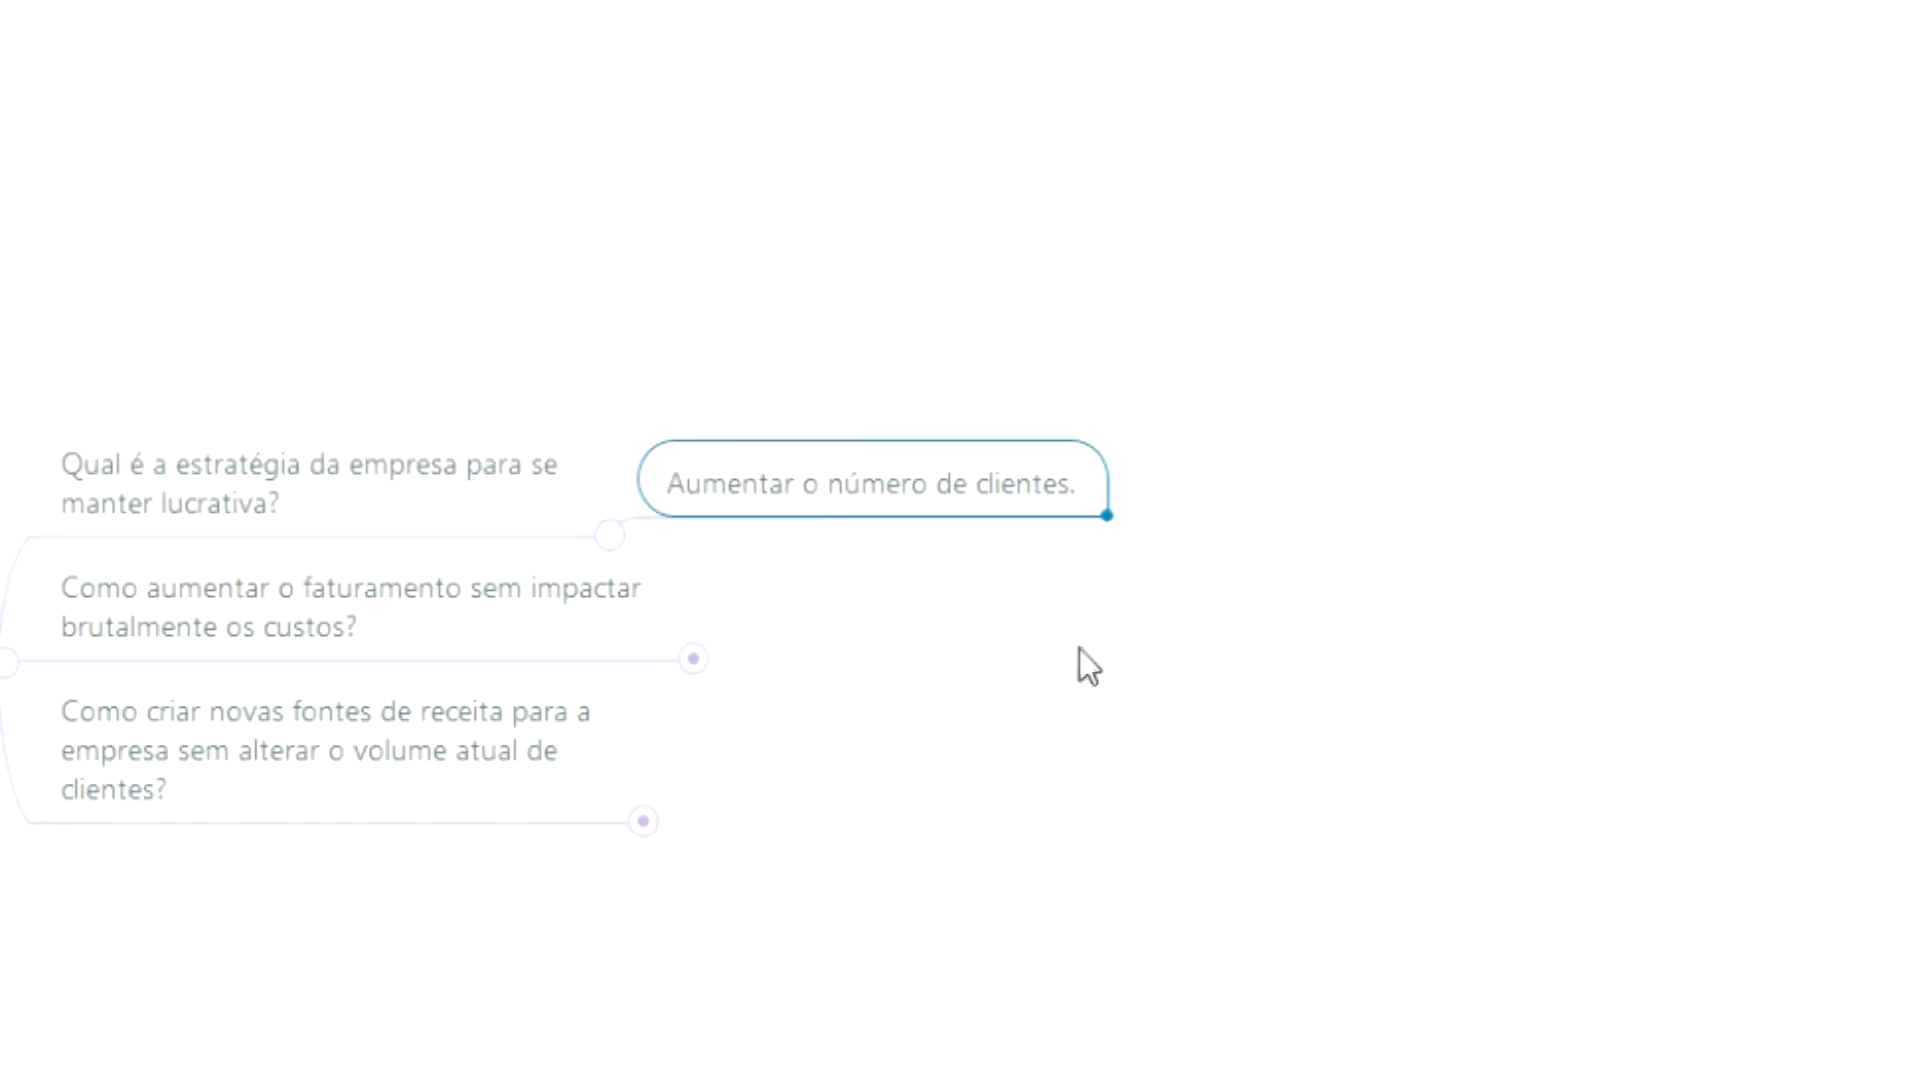 Qual é a estratégia da empresa para se
manter lucrativa?
Aumentar o número de clientes.
Como aumentar o faturamento sem impactar
brutalmente os custos?
Como criar novas fontes de receita para a
empresa sem alterar o volume atual de
clientes?